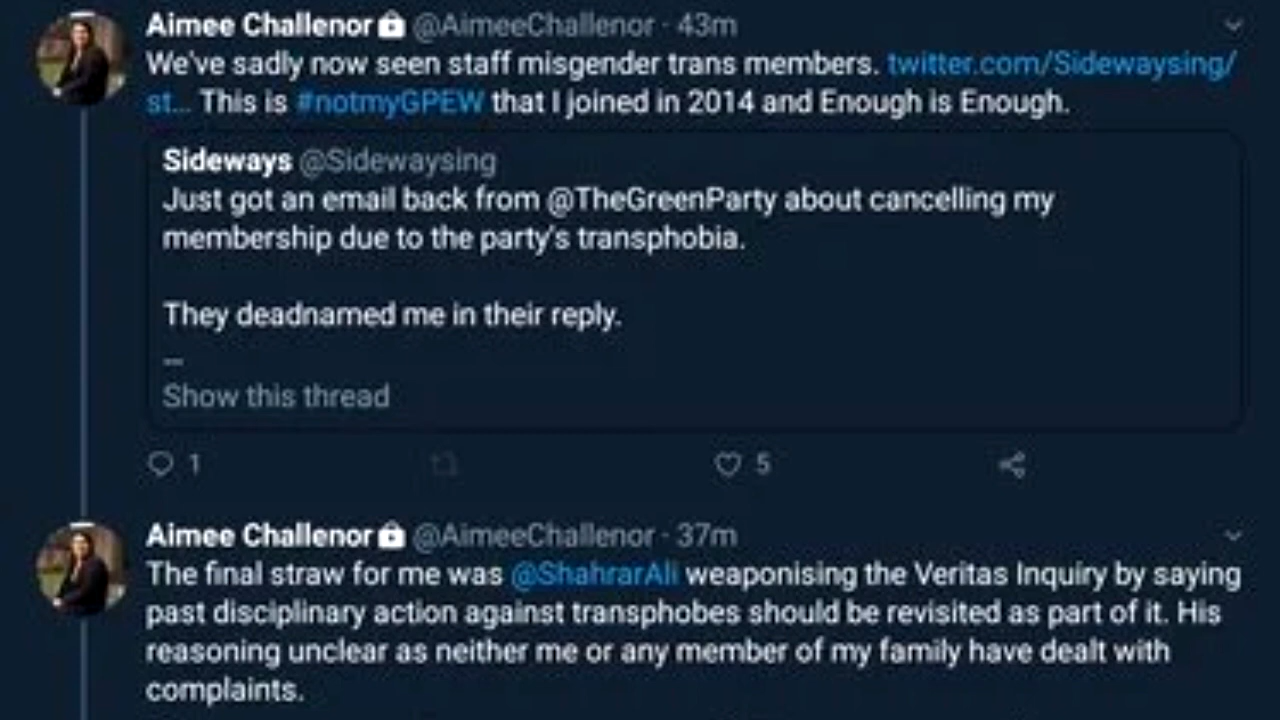 Aimee Challenor @AimeeChallenor · 43m
We've sadly now seen staff misgender trans members. twitter.com/Sidewaysing/
st... This is #notmyGPEW that I joined in 2014 and Enough is Enough.
Sideways @Sidewaysing
Just got an email back from @TheGreenParty about cancelling my
membership due to the party's transphobia.
They deadnamed me in their reply.
...
Show this thread
1 5
Aimee Challenor @AimeeChallenor · 37m
The final straw for me was @ShahrarAli weaponising the Veritas Inquiry by saying
past disciplinary action against transphobes should be revisited as part of it. His
reasoning unclear as neither me or any member of my family have dealt with
complaints.